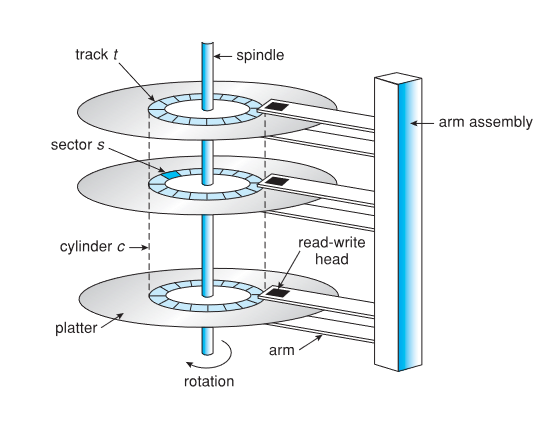 track t
spindle
arm assembly
sector s
cylinder c
read-write
head
platter
arm
rotation